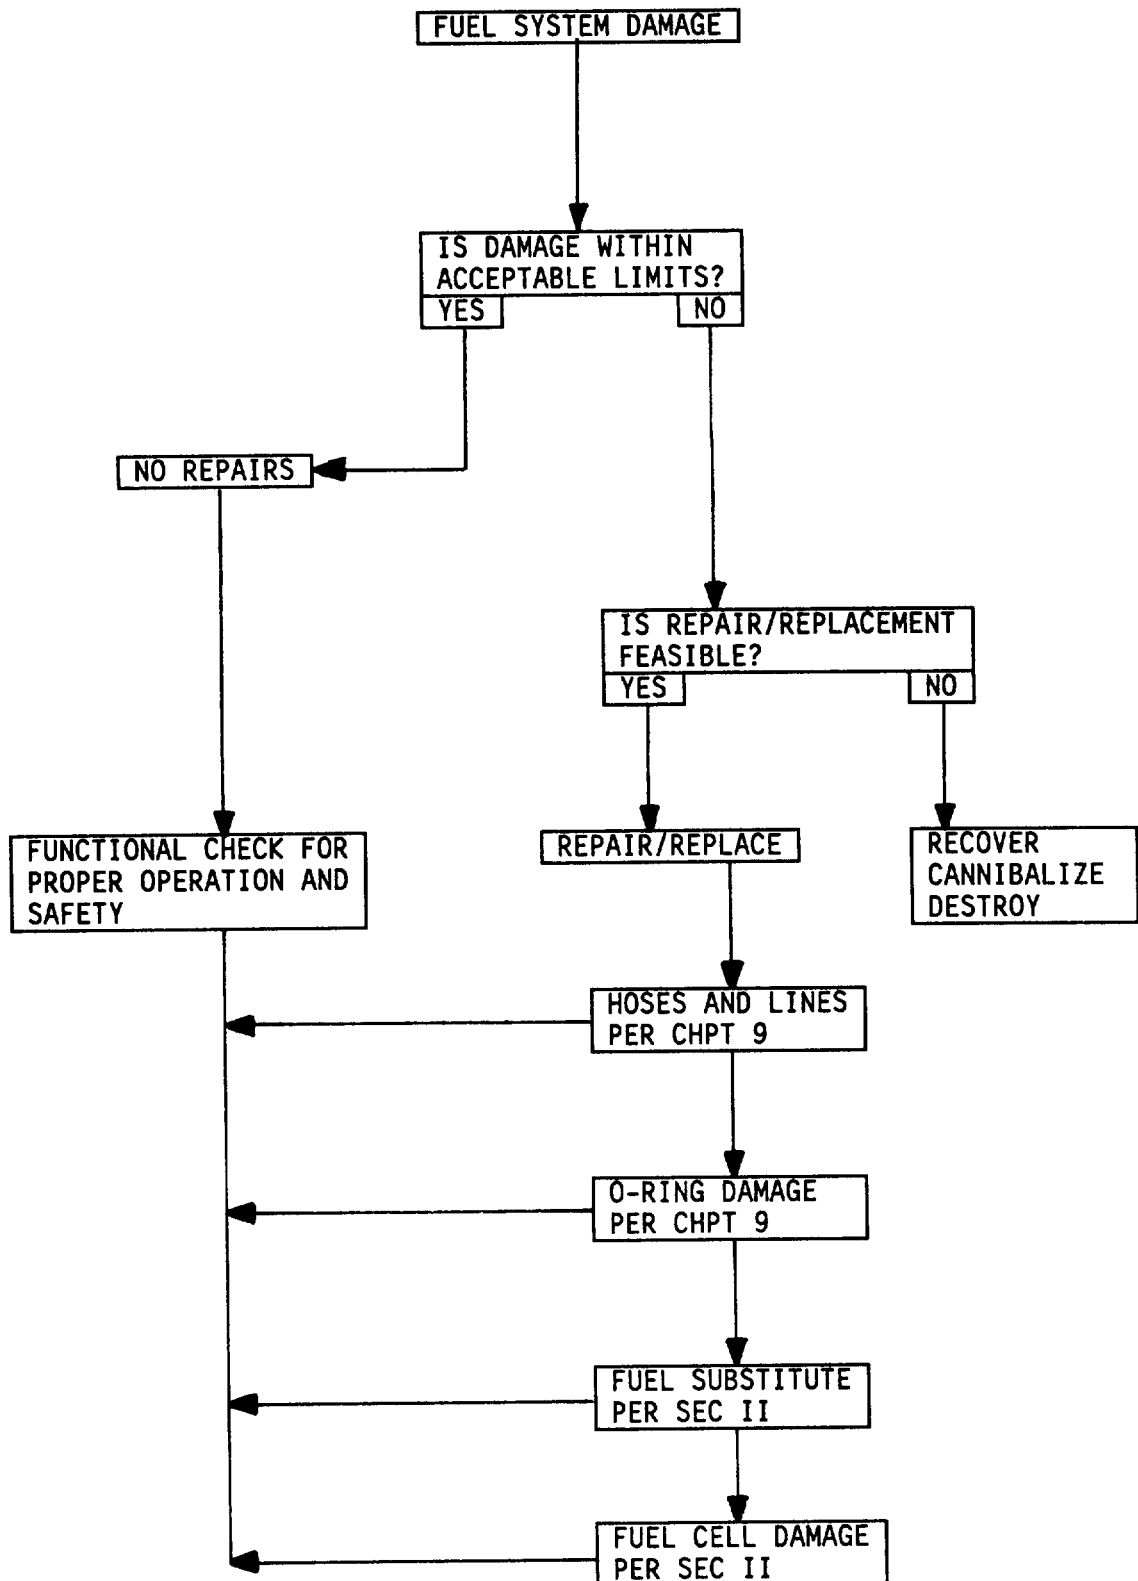 FUEL SYSTEM DAMAGE
IS DAMAGE WITHIN
ACCEPTABLE LIMITS?
YES
NO
NO REPAIRS
IS REPAIR/REPLACEMENT
FEASIBLE?
YES
NO
FUNCTIONAL CHECK FOR
PROPER OPERATION AND
SAFETY
REPAIR/REPLACE
RECOVER
CANNIBALIZE
DESTROY
HOSES AND LINES
PER CHPT 9
O-RING DAMAGE
PER CHPT 9
FUEL SUBSTITUTE
PER SEC II
FUEL CELL DAMAGE
PER SEC II